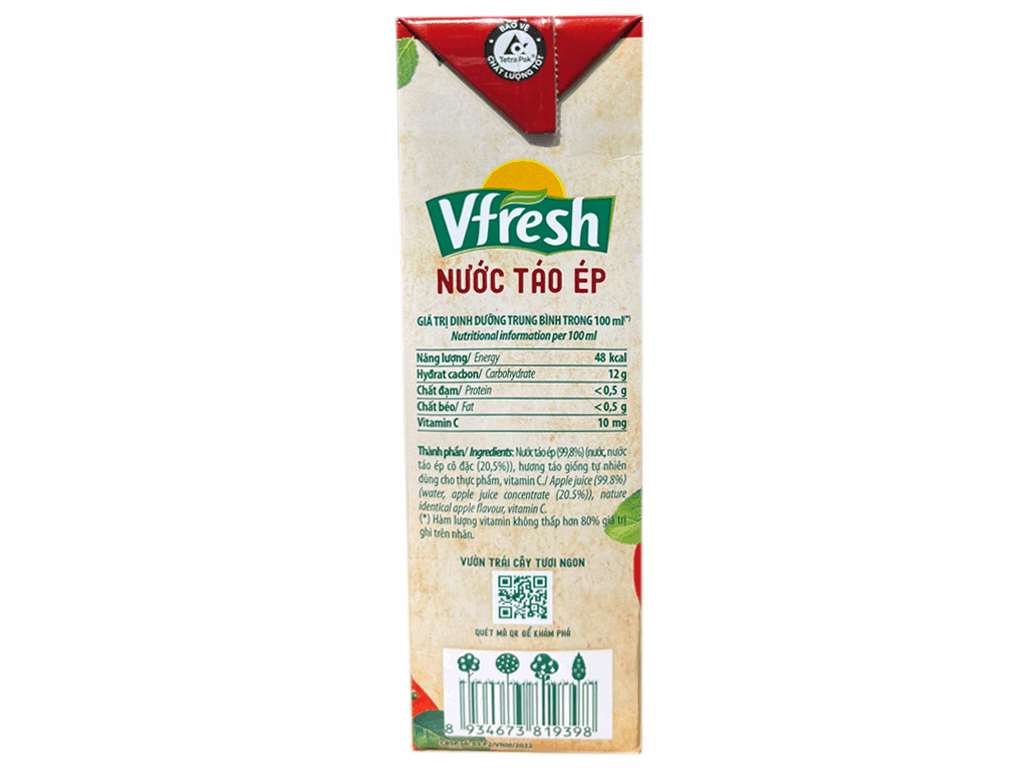 BẢO VỆ
Tetra Pak
CHẤT LƯỢNG TỐT
Vfresh
NƯỚC TÁO ÉP
GIÁ TRỊ DINH DƯỠNG TRUNG BÌNH TRONG 100 ml(*)
Nutritional information per 100 ml
Năng lượng/ Energy 48 kcal
Hyđrat cacbon/ Carbohydrate 12 g
Chất đạm/ Protein <0,5 g
Chất béo/ Fat <0,5 g
Vitamin C 10 mg
Thành phần/ Ingredients: Nước táo ép (99,8%) (nước, nước
táo ép cô đặc (20,5%)), hương táo giống tự nhiên
dùng cho thực phẩm, vitamin C./ Apple juice (99.8%)
(water, apple juice concentrate (20.5%)), nature
identical apple flavour, vitamin C.
(*) Hàm lượng vitamin không thấp hơn 80% giá trị
ghi trên nhãn.
VƯỜN TRÁI CÂY TƯƠI NGON
QUÉT MÃ QR ĐỂ KHÁM PHÁ
8 934673 819398